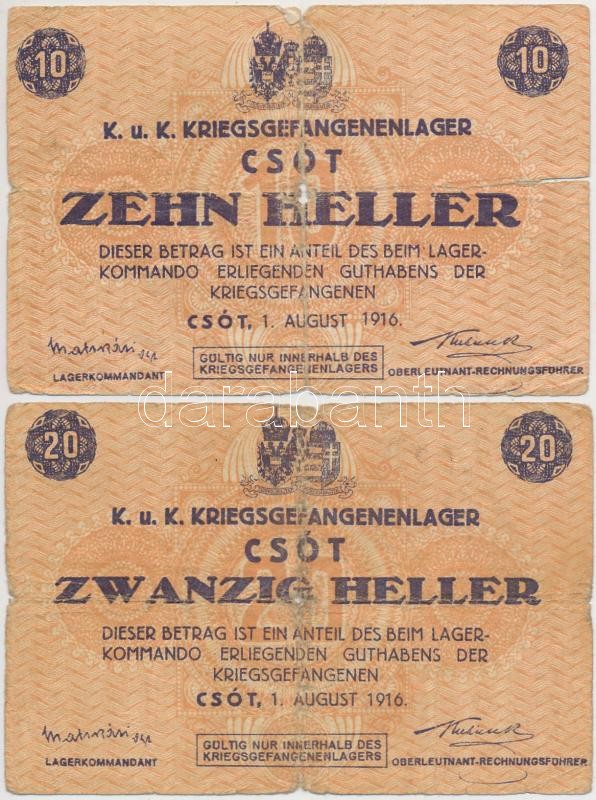 10 10
K. u. K. KRIEGSGEFANGENENLAGER
CSÓT
ZEHN HELLER
DIESER BETRAG IST EIN ANTEIL DES BEIM LAGER-
KOMMANDO ERLIEGENDEN GUTHABENS DER
KRIEGSGEFANGENEN
CSÓT, 1. AUGUST 1916.
LAGERKOMMANDANT
GÜLTIG NUR INNERHALB DES
KRIEGSGEFANGENENLAGERS
OBERLEUTNANT-RECHNUNGSFÜHRER
darabanth
20 20
K. u. K. KRIEGSGEFANGENENLAGER
CSÓT
ZWANZIG HELLER
DIESER BETRAG IST EIN ANTEIL DES BEIM LAGER-
KOMMANDO ERLIEGENDEN GUTHABENS DER
KRIEGSGEFANGENEN
CSÓT, 1. AUGUST 1916.
LAGERKOMMANDANT
GÜLTIG NUR INNERHALB DES
KRIEGSGEFANGENENLAGERS
OBERLEUTNANT-RECHNUNGSFÜHRER